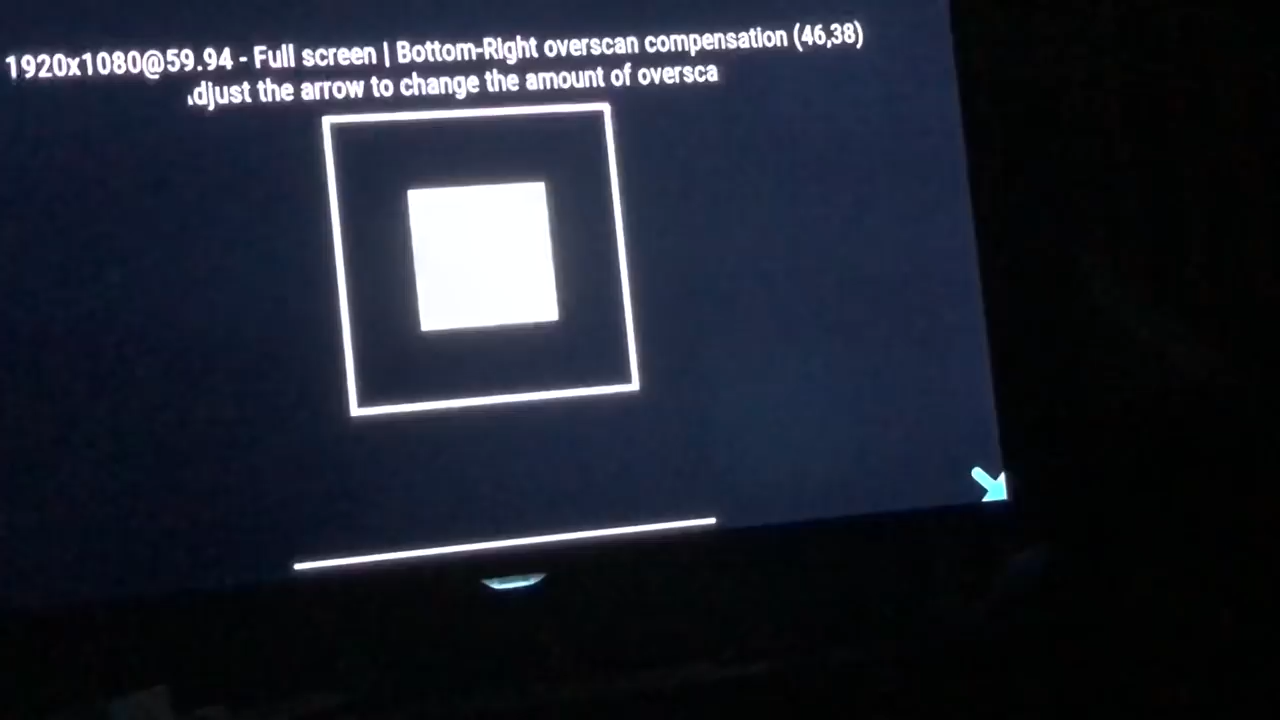 1920x1080@59.94 - Full screen | Bottom-Right overscan compensation (46,38)
djust the arrow to change the amount of oversca